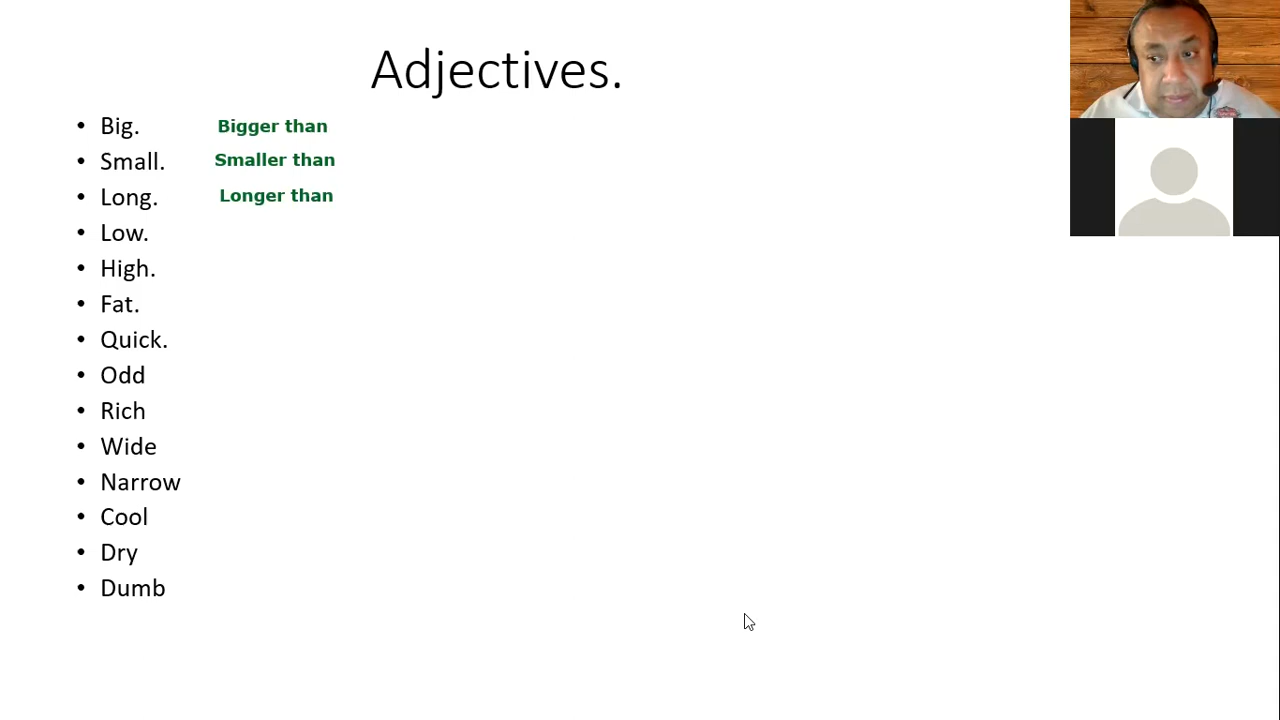 Adjectives.
• Big. Bigger than
• Small. Smaller than
• Long. Longer than
• Low.
• High.
• Fat.
• Quick.
• Odd
• Rich
• Wide
• Narrow
• Cool
• Dry
• Dumb